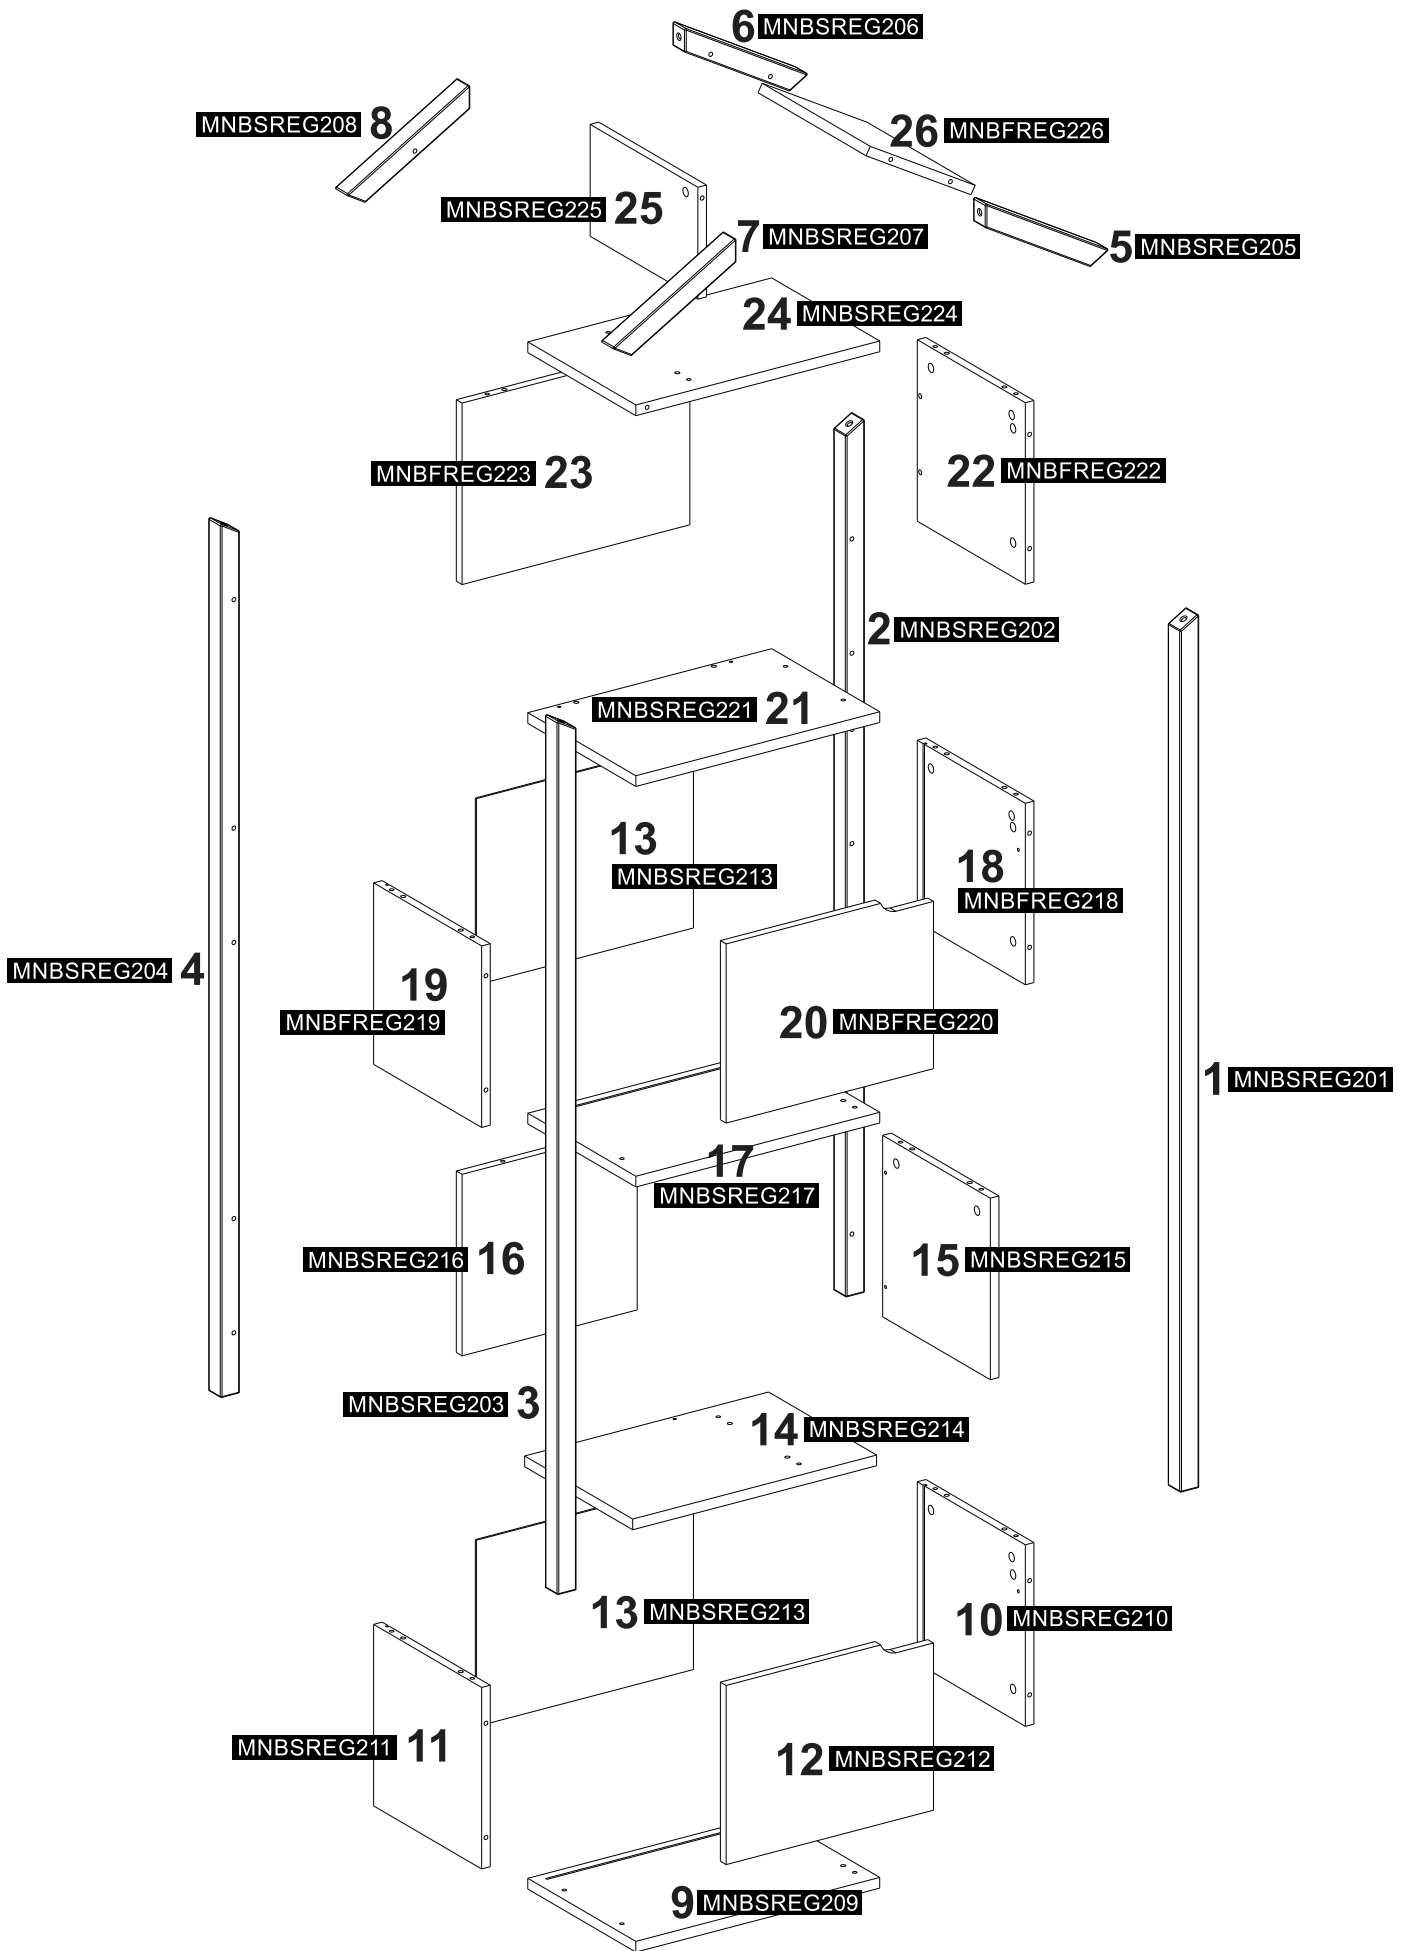 6 MNBSREG206
MNBSREG208 8
26 MNBFREG226
MNBSREG225 25
7 MNBSREG207
5 MNBSREG205
24 MNBSREG224
MNBFREG223 23
22 MNBFREG222
2 MNBSREG202
MNBSREG221 21
13
MNBSREG213
18
MNBFREG218
MNBSREG204 4
19
MNBFREG219
20 MNBFREG220
1 MNBSREG201
17
MNBSREG217
MNBSREG216 16
15 MNBSREG215
MNBSREG203 3
14 MNBSREG214
13 MNBSREG213
10 MNBSREG210
MNBSREG211 11
12 MNBSREG212
9 MNBSREG209